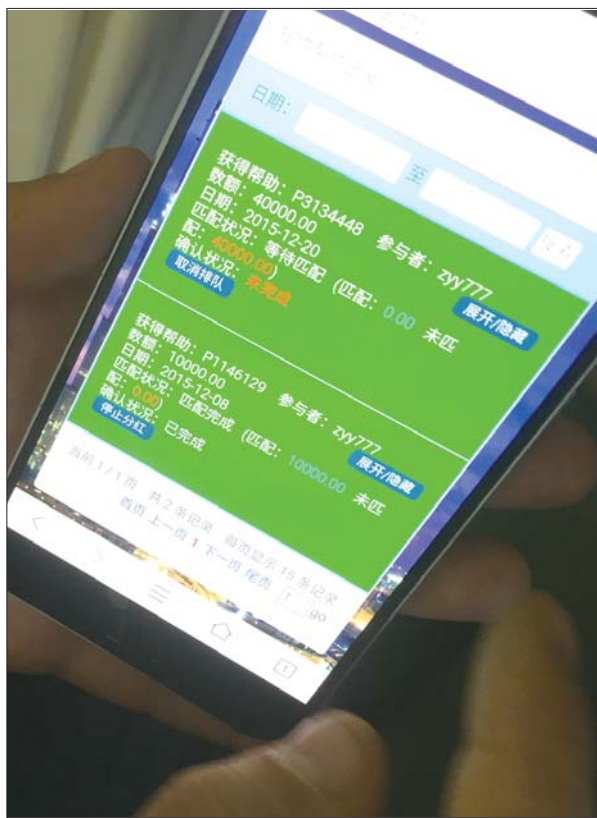 日期：
至
获得帮助：P3134448 参与者：zyy777
数额：40000.00
日期：2015-12-20
匹配状况：等待匹配 (匹配：0.00 未匹
配：40000.00)
确认状况：未完成
展开/隐藏
取消排队
获得帮助：P1146129 参与者：zyy777
数额：10000.00
日期：2015-12-08
匹配状况：匹配完成 (匹配：10000.00 未匹
配：0.00)
确认状况：已完成
展开/隐藏
停止分红
当前 1 / 1 页 共 2 条记录 每页显示 15 条记录
首页 上一页 1 下一页 尾页 1 go
1